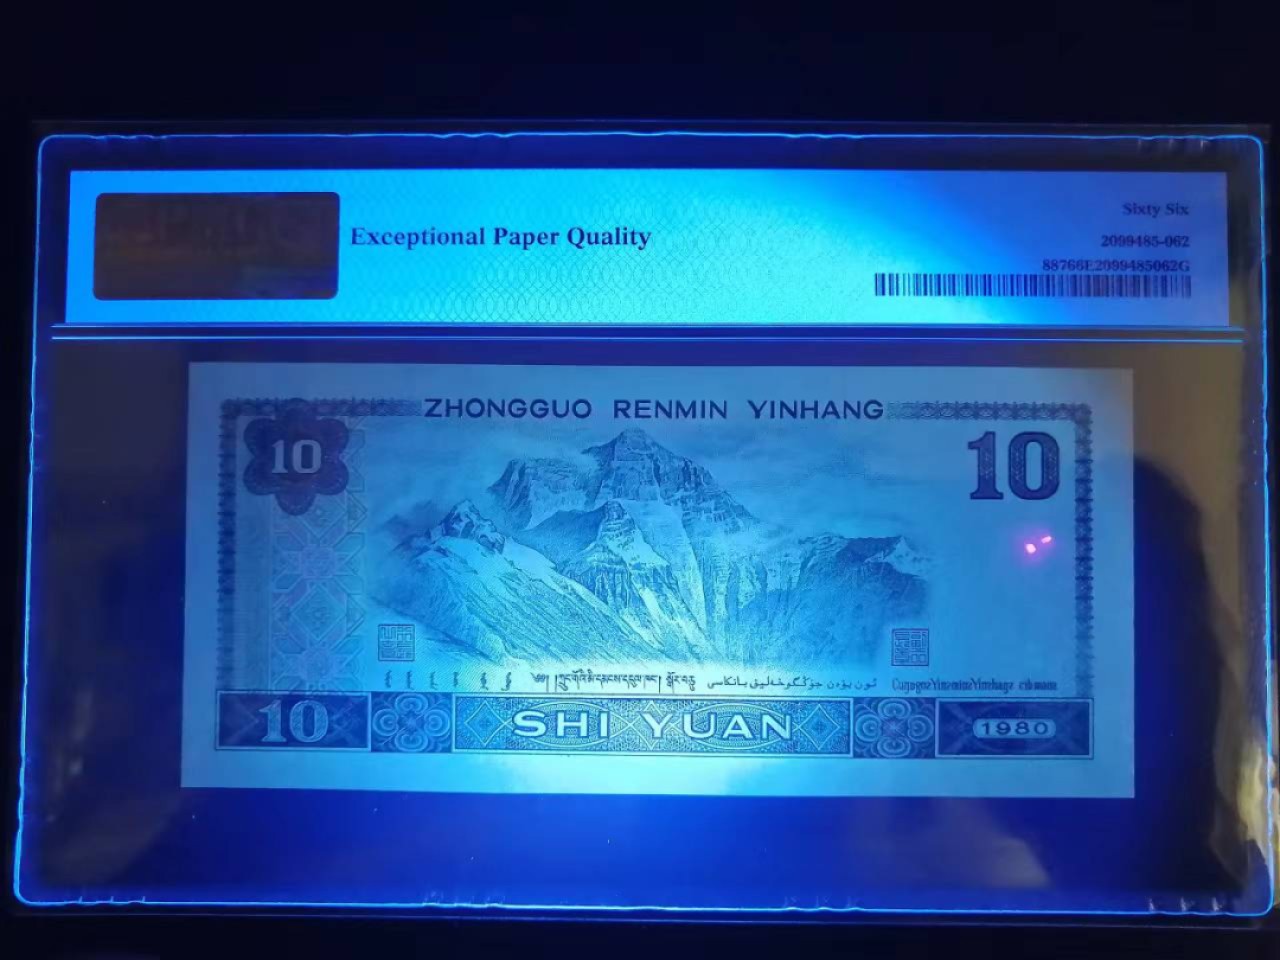 Exceptional Paper Quality
Sixty Six
2099485-062
88766E2099485062G
ZHONGGUO RENMIN YINHANG
10
10
10
SHI YUAN
1980